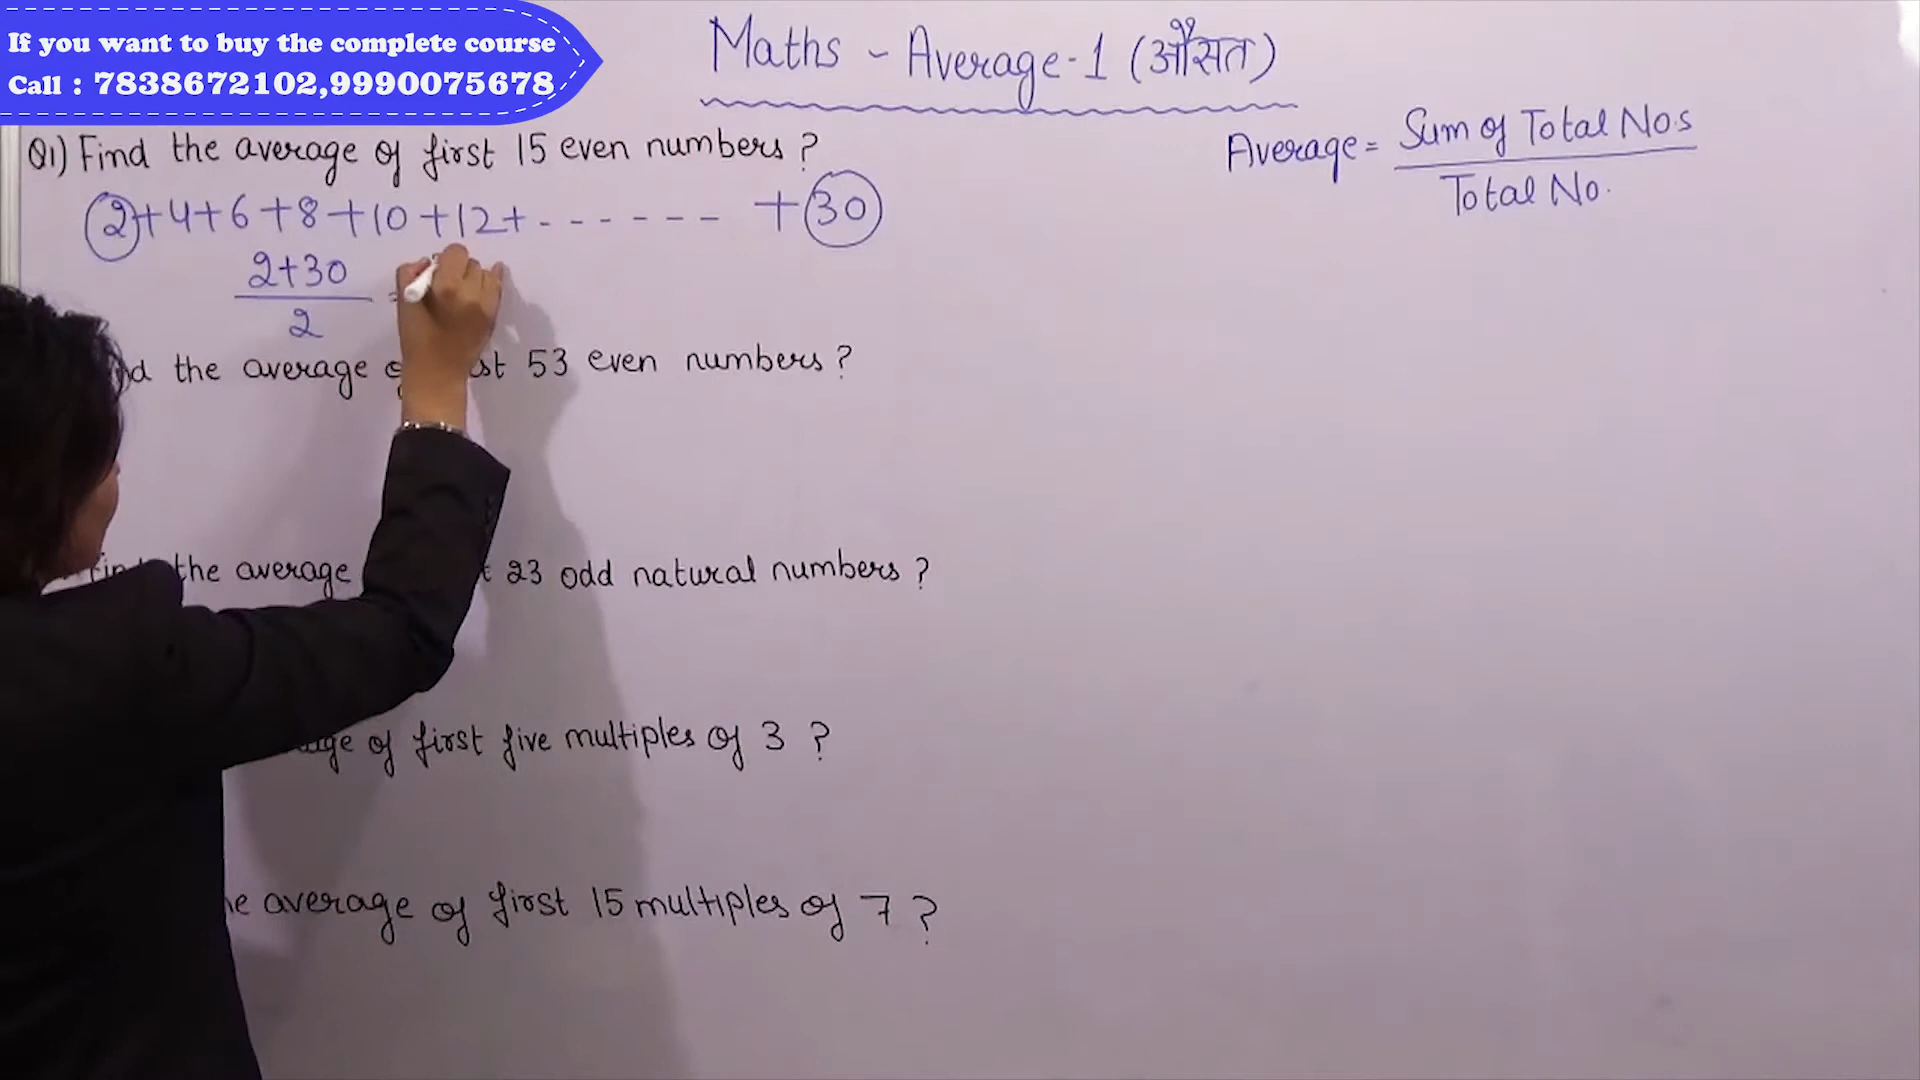 If you want to buy the complete course
Call : 7838672102,9990075678
Maths - Average-1 (औसत)
Average = Sum of Total No.s
Total No.
Q1) Find the average of first 15 even numbers ?
2+4+6+8+10+12+------ +30
2+30
2
the average 53 even numbers ?
the average 23 odd natural numbers ?
of first five multiples of 3 ?
average of first 15 multiples of 7 ?